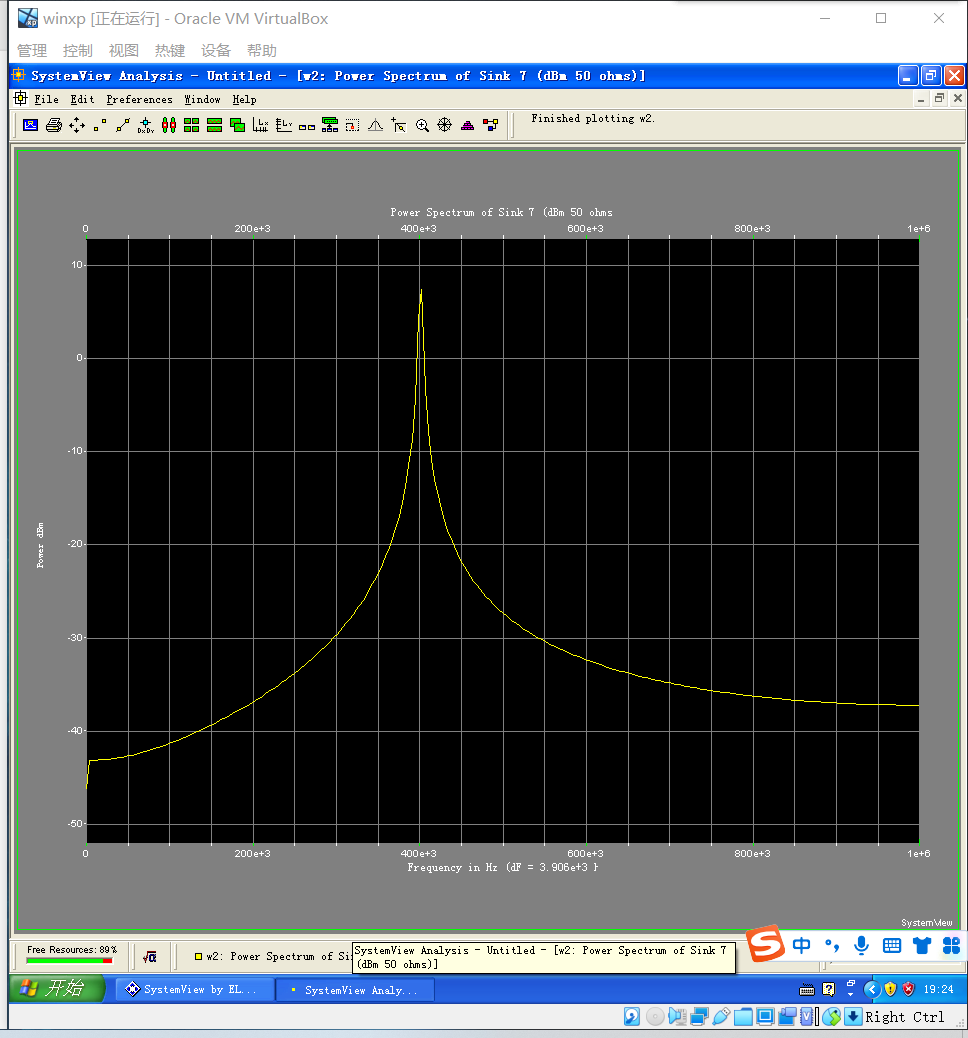 winxp [正在运行] - Oracle VM VirtualBox
管理 控制 视图 热键 设备 帮助
SystemView Analysis - Untitled - [w2: Power Spectrum of Sink 7 (dBm 50 ohms)]
File Edit Preferences Window Help
Finished plotting w2.
Power Spectrum of Sink 7 (dBm 50 ohms
0 200e+3 400e+3 600e+3 800e+3 1e+6
10
0
-10
-20
-30
-40
-50
Power dBm
0 200e+3 400e+3 600e+3 800e+3 1e+6
Frequency in Hz (dF = 3.906e+3 )
SystemView
Free Resources: 89%
w2: Power Spectrum of Si
SystemView Analysis - Untitled - [w2: Power Spectrum of Sink 7
(dBm 50 ohms)]
中
开始
SystemView by EL...
SystemView Analy...
19:24
Right Ctrl